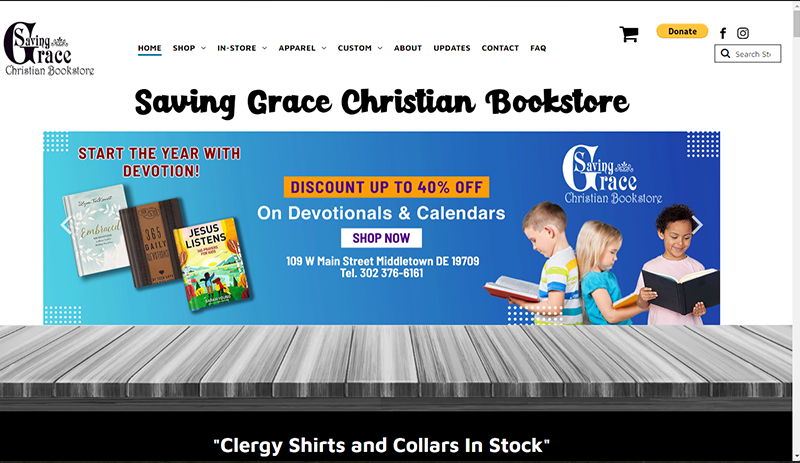 Saving
Grace
Christian Bookstore
HOME SHOP IN-STORE APPAREL CUSTOM ABOUT UPDATES CONTACT FAQ
Donate
Search St
Saving Grace Christian Bookstore
START THE YEAR WITH
DEVOTION!
Embraced
365
DAILY
DEVOTIONS
JESUS
LISTENS
DISCOUNT UP TO 40% OFF
On Devotionals & Calendars
SHOP NOW
109 W Main Street Middletown DE 19709
Tel. 302 376-6161
Saving
Grace
Christian Bookstore
"Clergy Shirts and Collars In Stock"